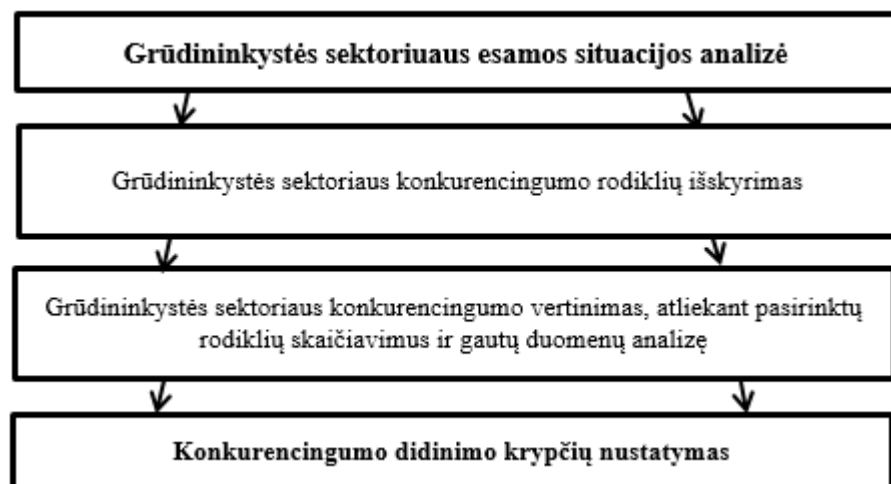 Grūdininkystės sektoriuaus esamos situacijos analizė
Grūdininkystės sektoriaus konkurencingumo rodiklių išskyrimas
Grūdininkystės sektoriaus konkurencingumo vertinimas, atliekant pasirinktų
rodiklių skaičiavimus ir gautų duomenų analizę
Konkurencingumo didinimo krypčių nustatymas